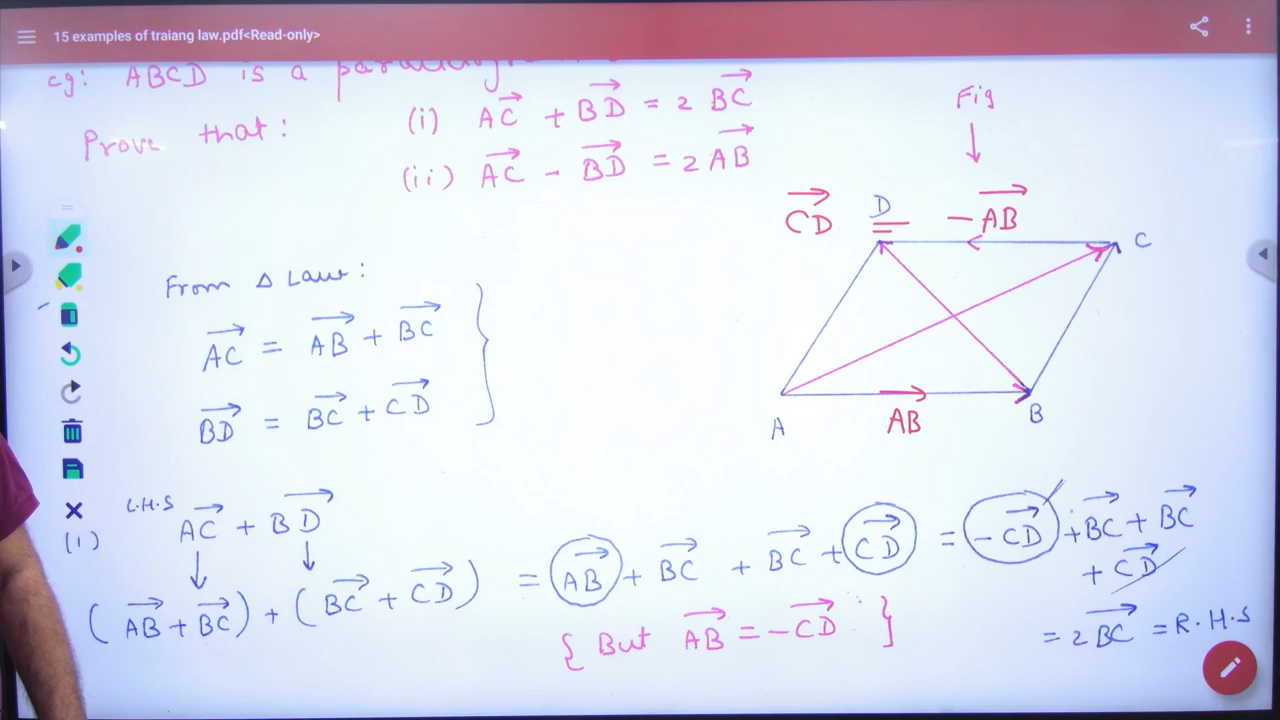 15 examples of traiang law.pdf<Read-only>
eg: ABCD is a
Prove that: (i) AC→ + BD→ = 2 BC→
(ii) AC→ - BD→ = 2 AB→
Fig
CD→ D - AB→
C
From Δ Law:
AC→ = AB→ + BC→
BD→ = BC→ + CD→
A AB B
L.H.S
(1) AC→ + BD→
(AB→ + BC→) + (BC→ + CD→) = AB→ + BC→ + BC→ + CD→ = - CD→ + BC→ + BC→
+ CD→
{ But AB→ = - CD→ }
= 2 BC→ = R.H.S